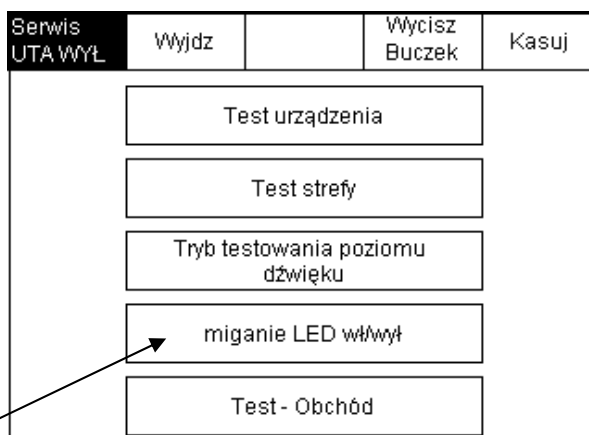 Serwis
UTA WYŁ
Wyjdz
Wycisz
Buczek
Kasuj
Test urządzenia
Test strefy
Tryb testowania poziomu
dźwięku
miganie LED wł/wył
Test - Obchód